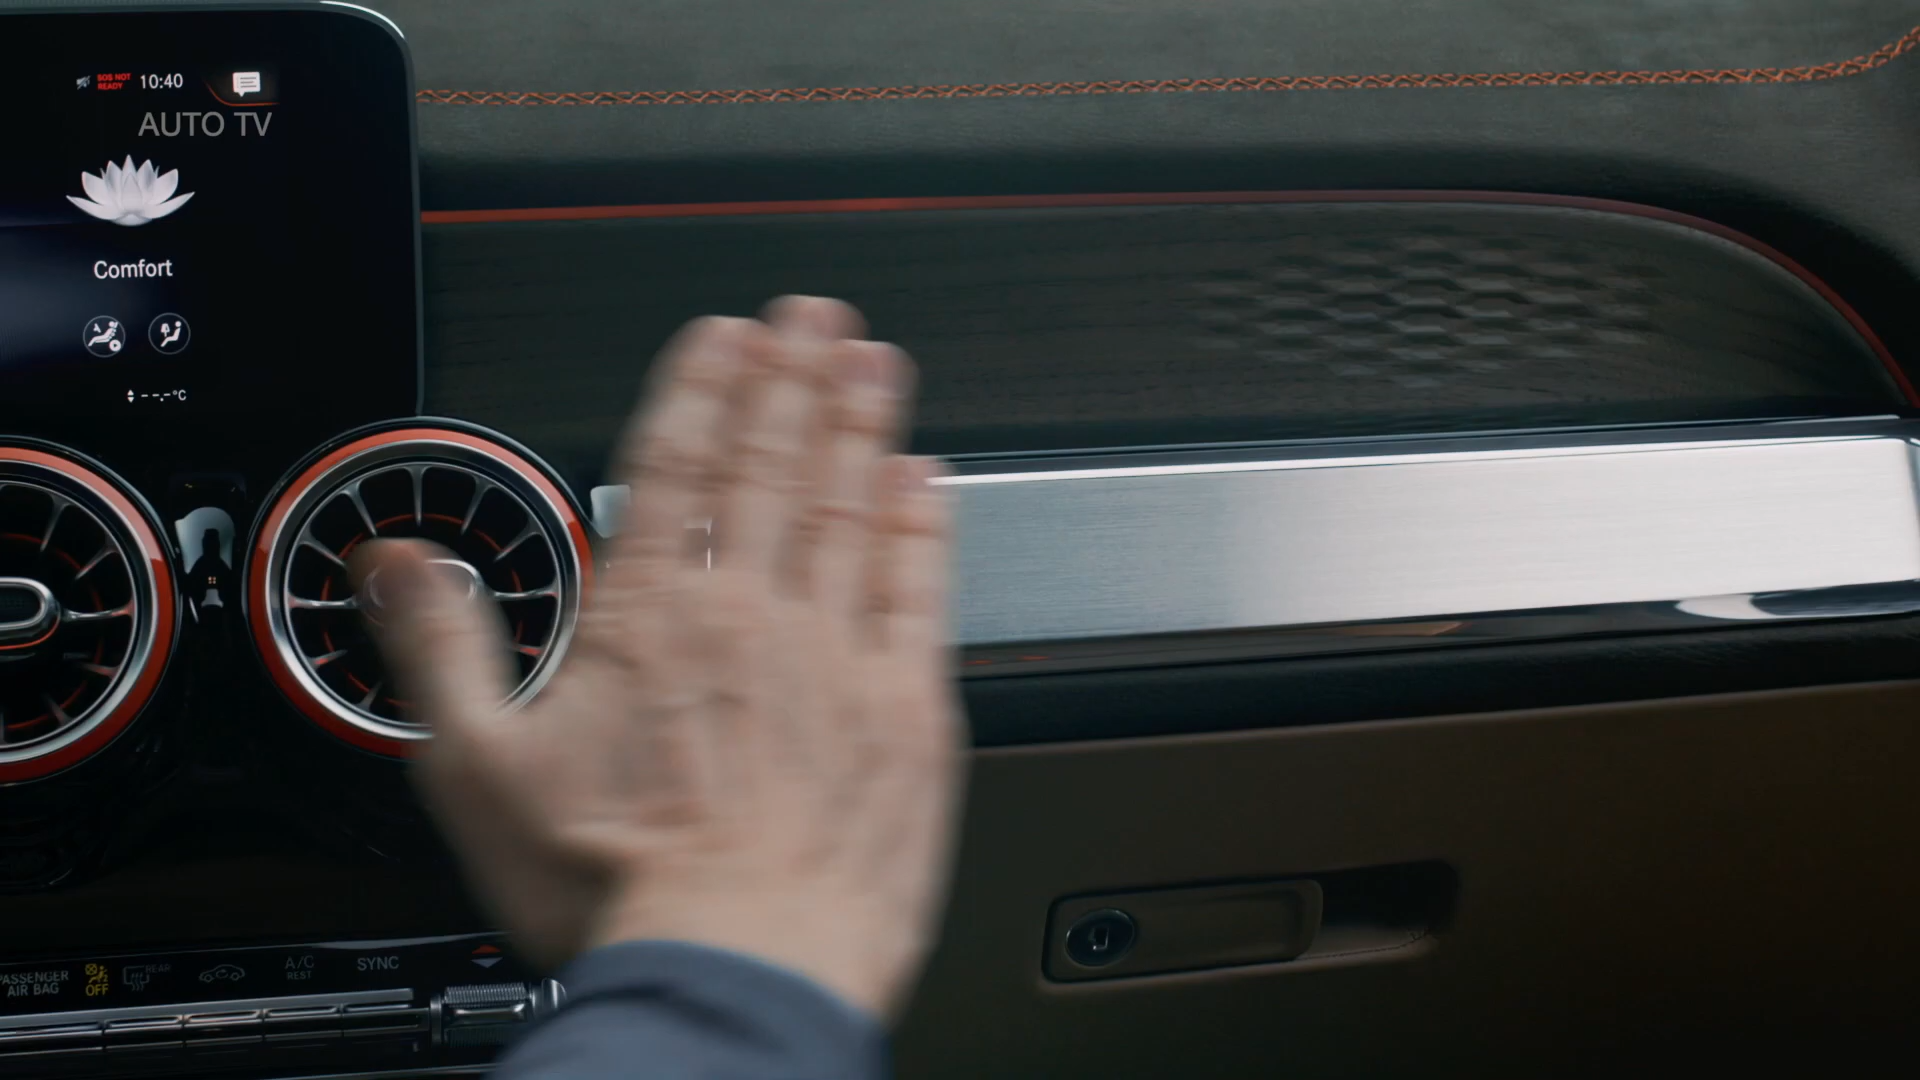 SOS NOT
READY
10:40
AUTO TV
Comfort
--.-°C
PASSENGER
AIR BAG
OFF
REAR
A/C
REST
SYNC